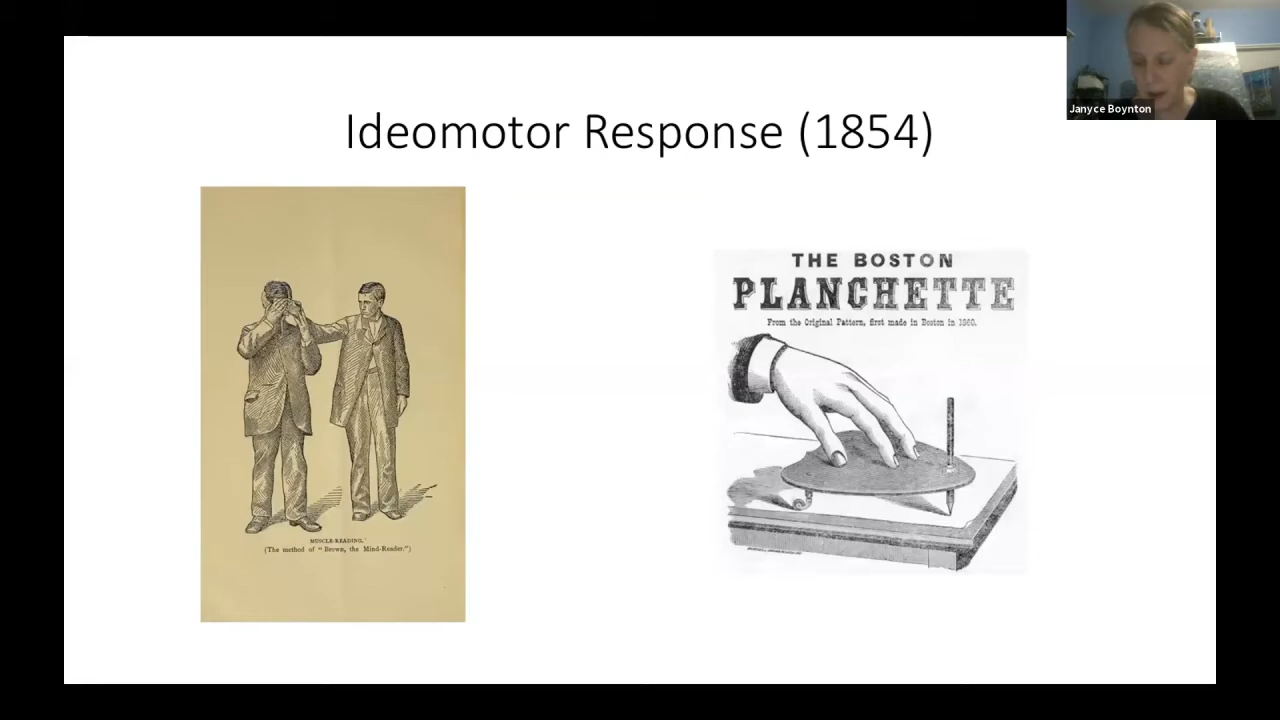 Ideomotor Response (1854)
Janyce Boynton
MUSCLE-READING.
(The method of "Brown, the Mind-Reader.")
THE BOSTON
PLANCHETTE
From the Original Pattern, first made in Boston in 1860.